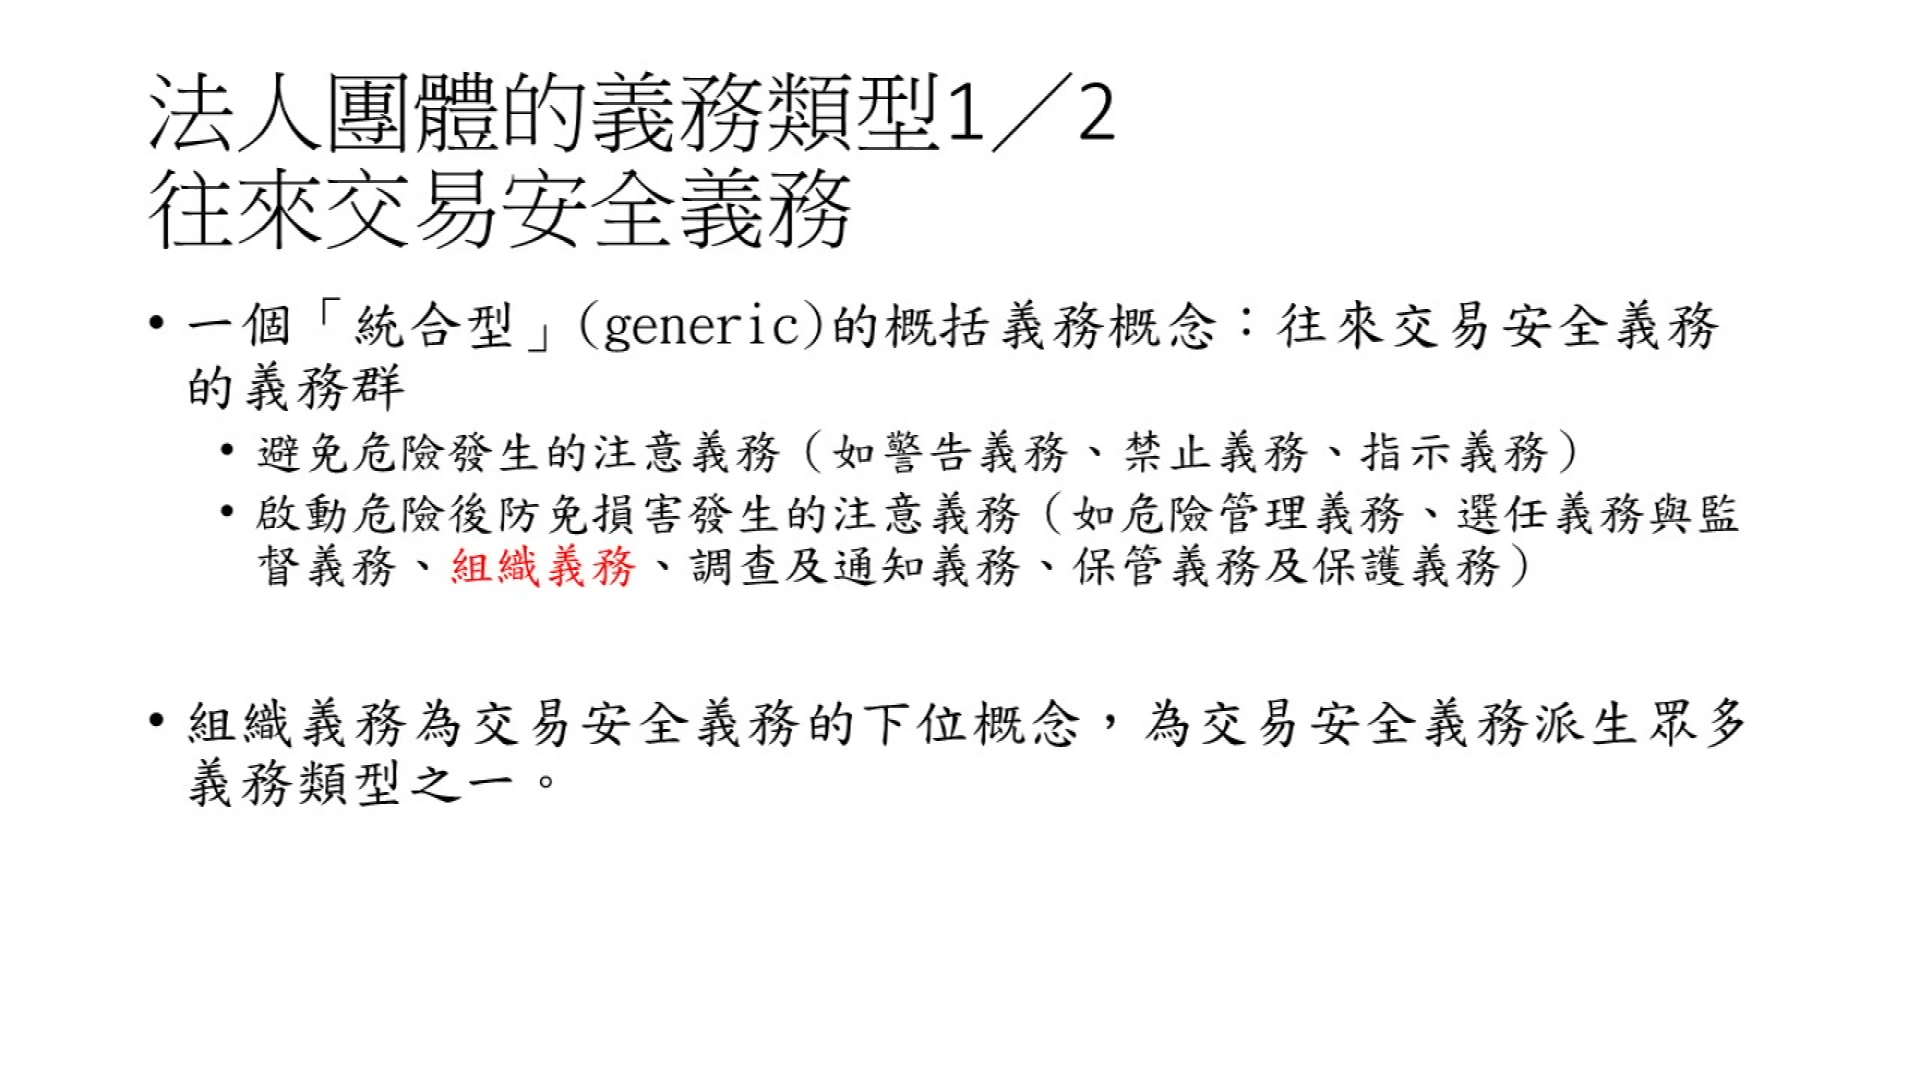 法人團體的義務類型1／2
往來交易安全義務
• 一個「統合型」(generic)的概括義務概念：往來交易安全義務
的義務群
• 避免危險發生的注意義務（如警告義務、禁止義務、指示義務）
• 啟動危險後防免損害發生的注意義務（如危險管理義務、選任義務與監
督義務、組織義務、調查及通知義務、保管義務及保護義務）
• 組織義務為交易安全義務的下位概念，為交易安全義務派生眾多
義務類型之一。